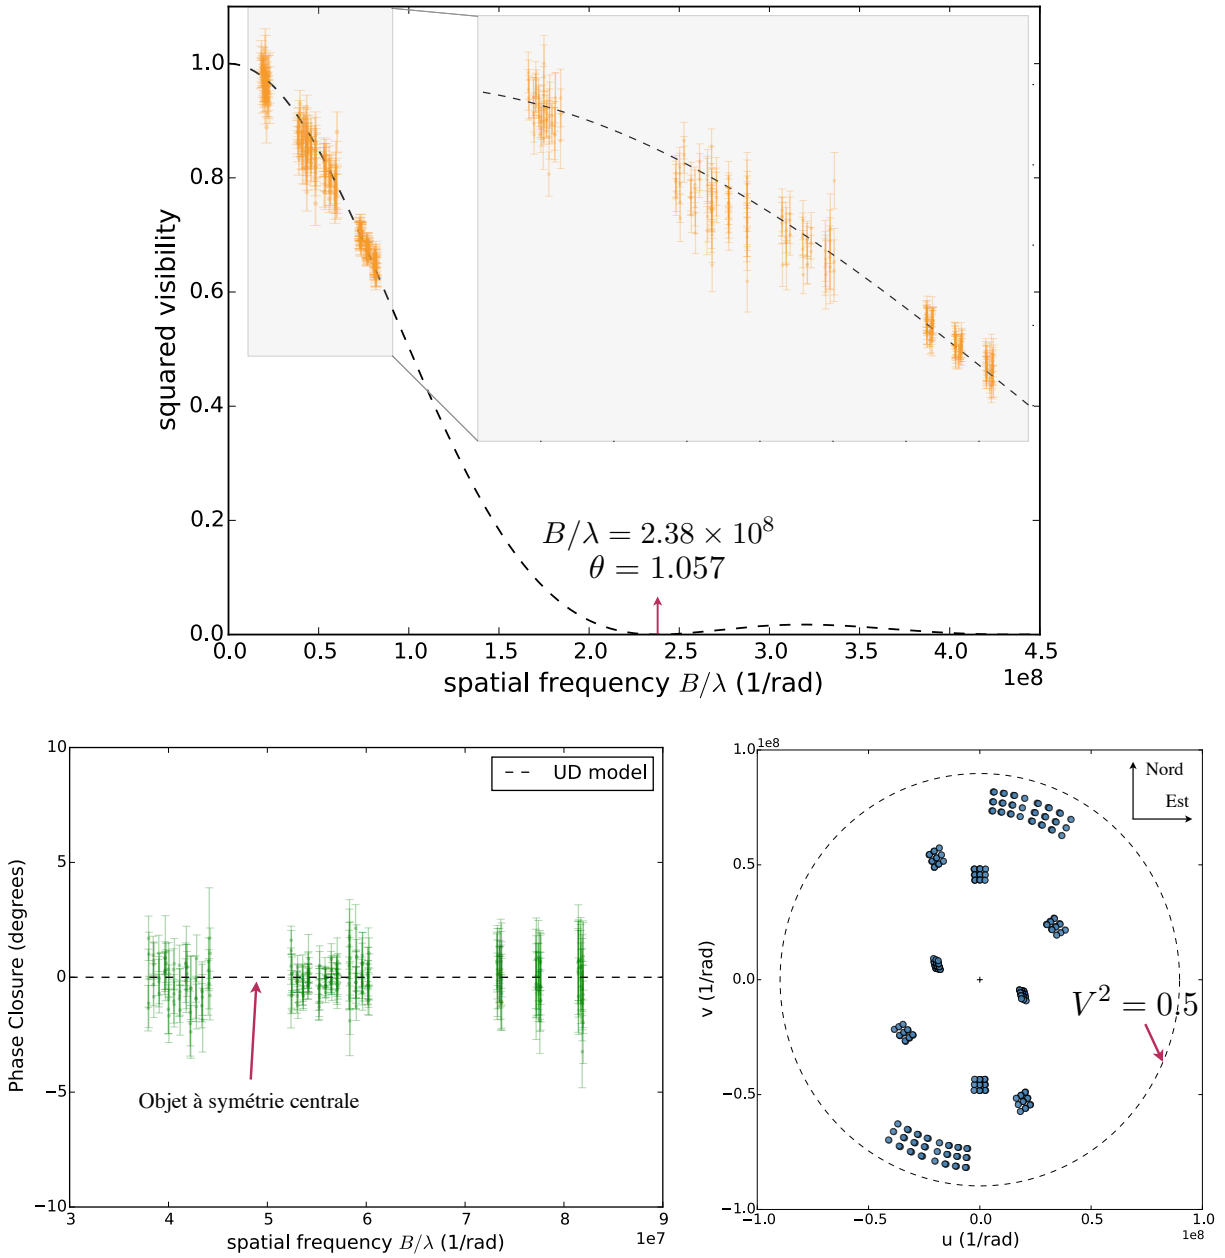 1.0
0.8
0.6
0.4
0.2
0.0
squared visibility
B/λ = 2.38 × 10⁸
θ = 1.057
0.0 0.5 1.0 1.5 2.0 2.5 3.0 3.5 4.0 4.5
1e8
spatial frequency B/λ (1/rad)
10
5
0
−5
−10
Phase Closure (degrees)
UD model
Objet à symétrie centrale
3 4 5 6 7 8 9
1e7
spatial frequency B/λ (1/rad)
1e8
1.0
0.5
0.0
−0.5
−1.0
v (1/rad)
Nord
Est
V² = 0.5
−1.0 −0.5 0.0 0.5 1.0
1e8
u (1/rad)